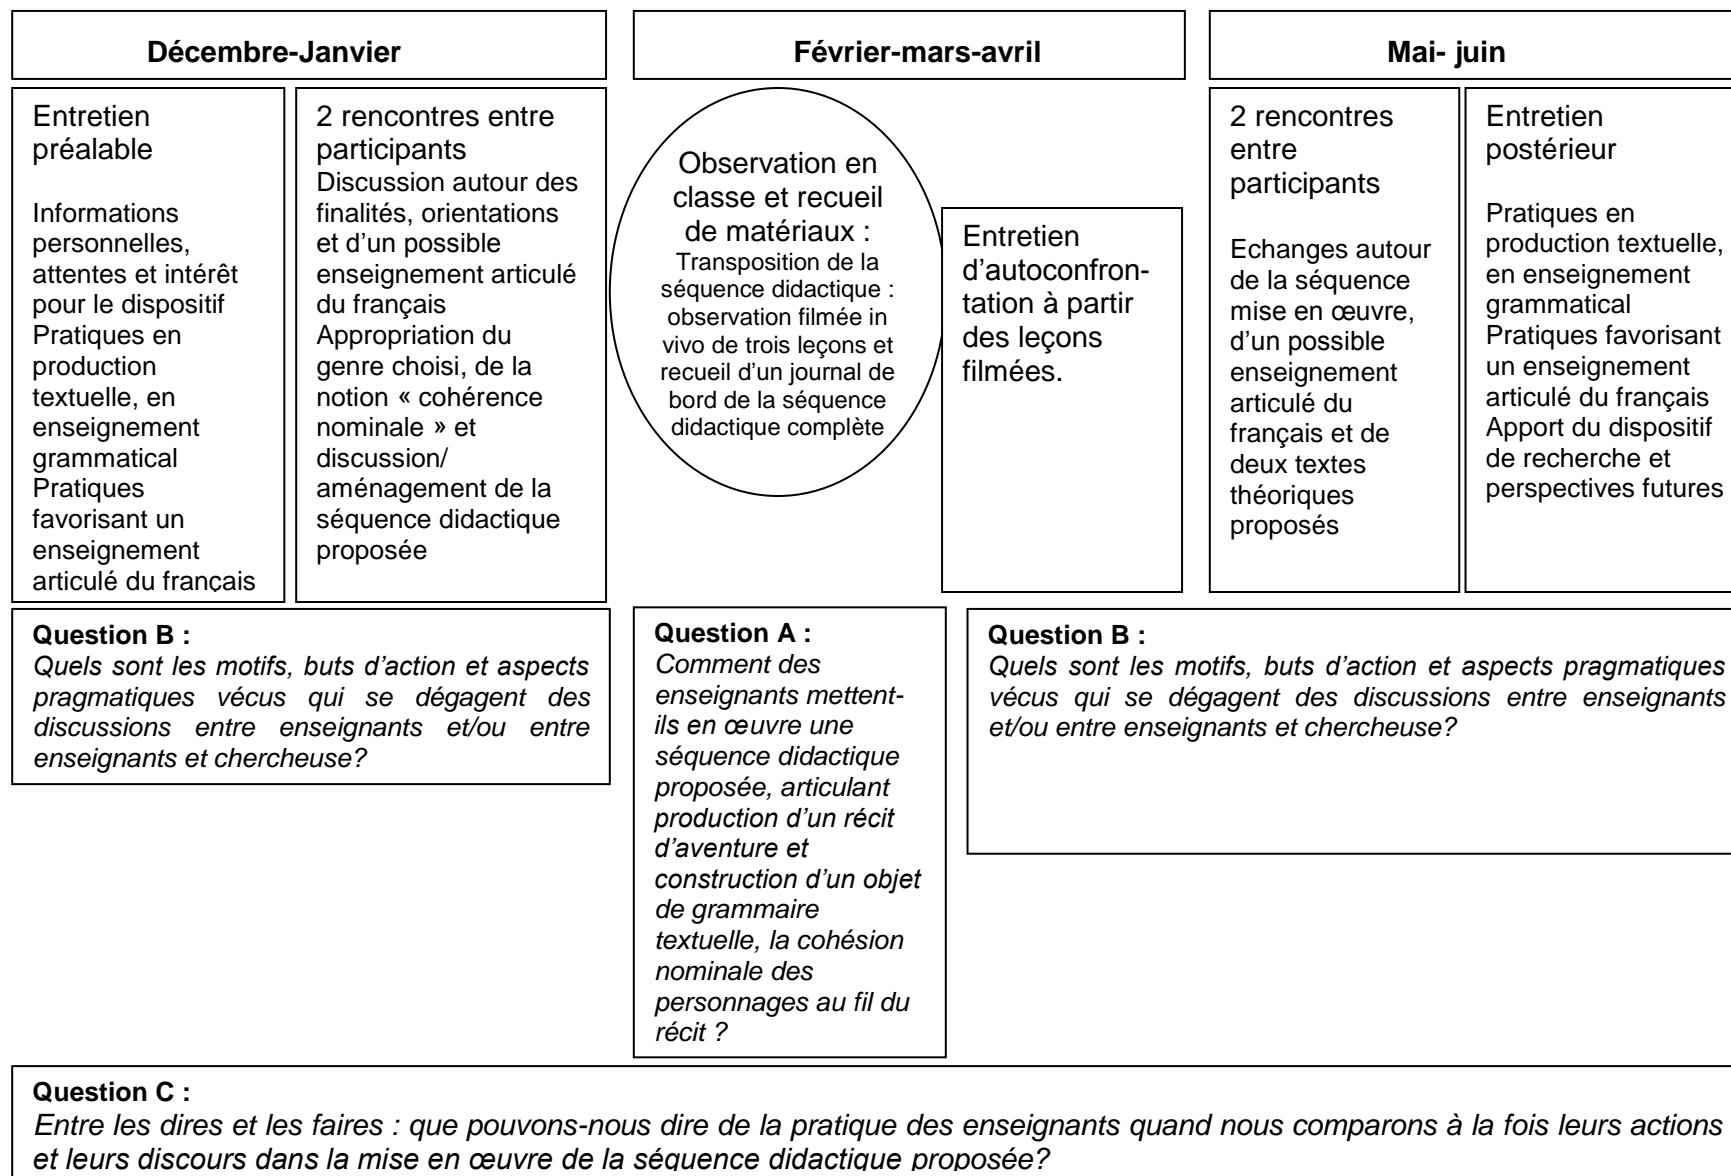 Décembre-Janvier
Février-mars-avril
Mai- juin
Entretien
préalable
Informations
personnelles,
attentes et intérêt
pour le dispositif
Pratiques en
production
textuelle, en
enseignement
grammatical
Pratiques
favorisant un
enseignement
articulé du français
2 rencontres entre
participants
Discussion autour des
finalités, orientations
et d'un possible
enseignement articulé
du français
Appropriation du
genre choisi, de la
notion « cohérence
nominale » et
discussion/
aménagement de la
séquence didactique
proposée
Observation en
classe et recueil
de matériaux :
Transposition de la
séquence didactique :
observation filmée in
vivo de trois leçons et
recueil d'un journal de
bord de la séquence
didactique complète
Entretien
d'autoconfron-
tation à partir
des leçons
filmées.
2 rencontres
entre
participants
Echanges autour
de la séquence
mise en œuvre,
d'un possible
enseignement
articulé du
français et de
deux textes
théoriques
proposés
Entretien
postérieur
Pratiques en
production textuelle,
en enseignement
grammatical
Pratiques favorisant
un enseignement
articulé du français
Apport du dispositif
de recherche et
perspectives futures
Question B :
Quels sont les motifs, buts d'action et aspects
pragmatiques vécus qui se dégagent des
discussions entre enseignants et/ou entre
enseignants et chercheuse?
Question A :
Comment des
enseignants mettent-
ils en œuvre une
séquence didactique
proposée, articulant
production d'un récit
d'aventure et
construction d'un objet
de grammaire
textuelle, la cohésion
nominale des
personnages au fil du
récit ?
Question B :
Quels sont les motifs, buts d'action et aspects pragmatiques
vécus qui se dégagent des discussions entre enseignants
et/ou entre enseignants et chercheuse?
Question C :
Entre les dires et les faires : que pouvons-nous dire de la pratique des enseignants quand nous comparons à la fois leurs actions
et leurs discours dans la mise en œuvre de la séquence didactique proposée?